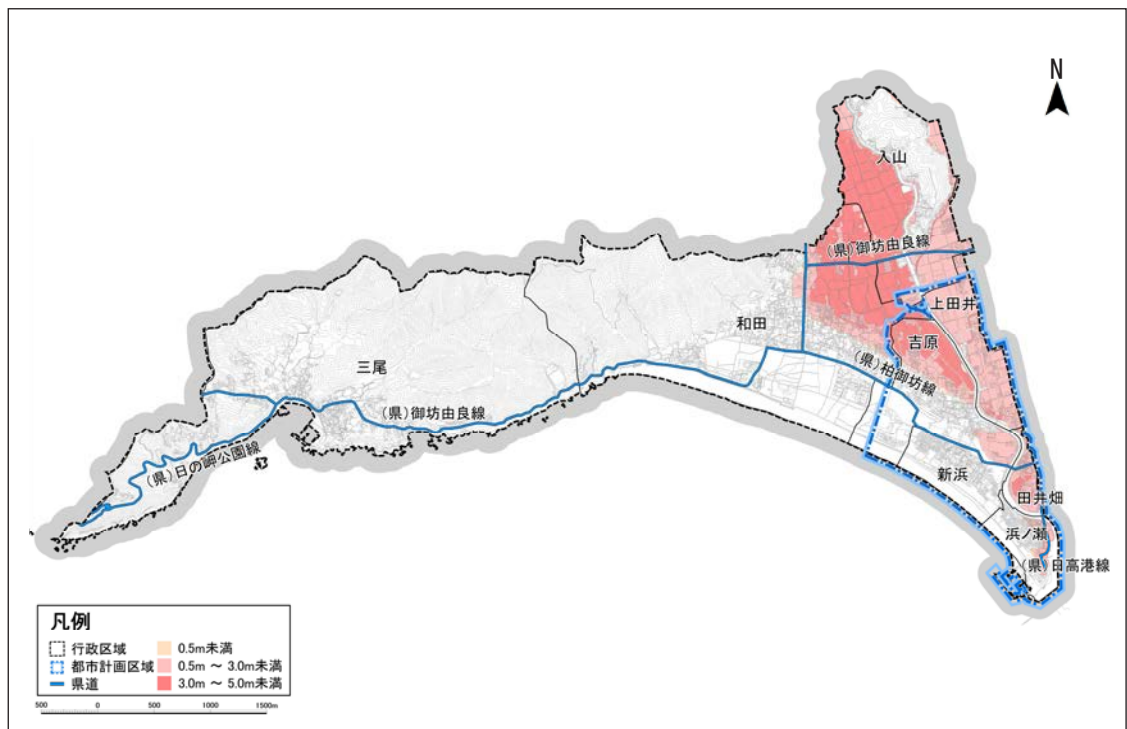 N
入山
(県)御坊由良線
上田井
和田
吉原
三尾
(県)柏御坊線
(県)御坊由良線
(県)日の岬公園線
新浜
田井畑
浜ノ瀬
(県)日高港線
凡例
行政区域
0.5m未満
都市計画区域
0.5m ～ 3.0m未満
県道
3.0m ～ 5.0m未満
500 0 500 1000 1500m